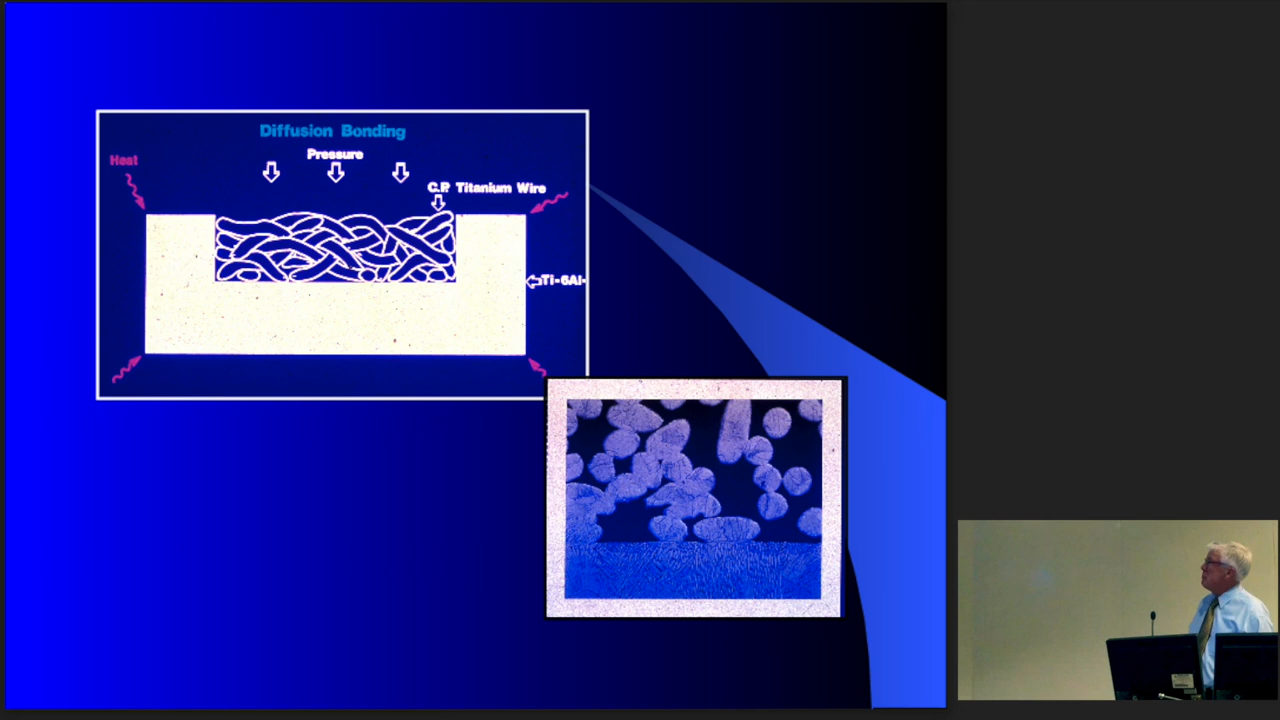 Diffusion Bonding
Pressure
Heat
C.P. Titanium Wire
Ti-6Al-